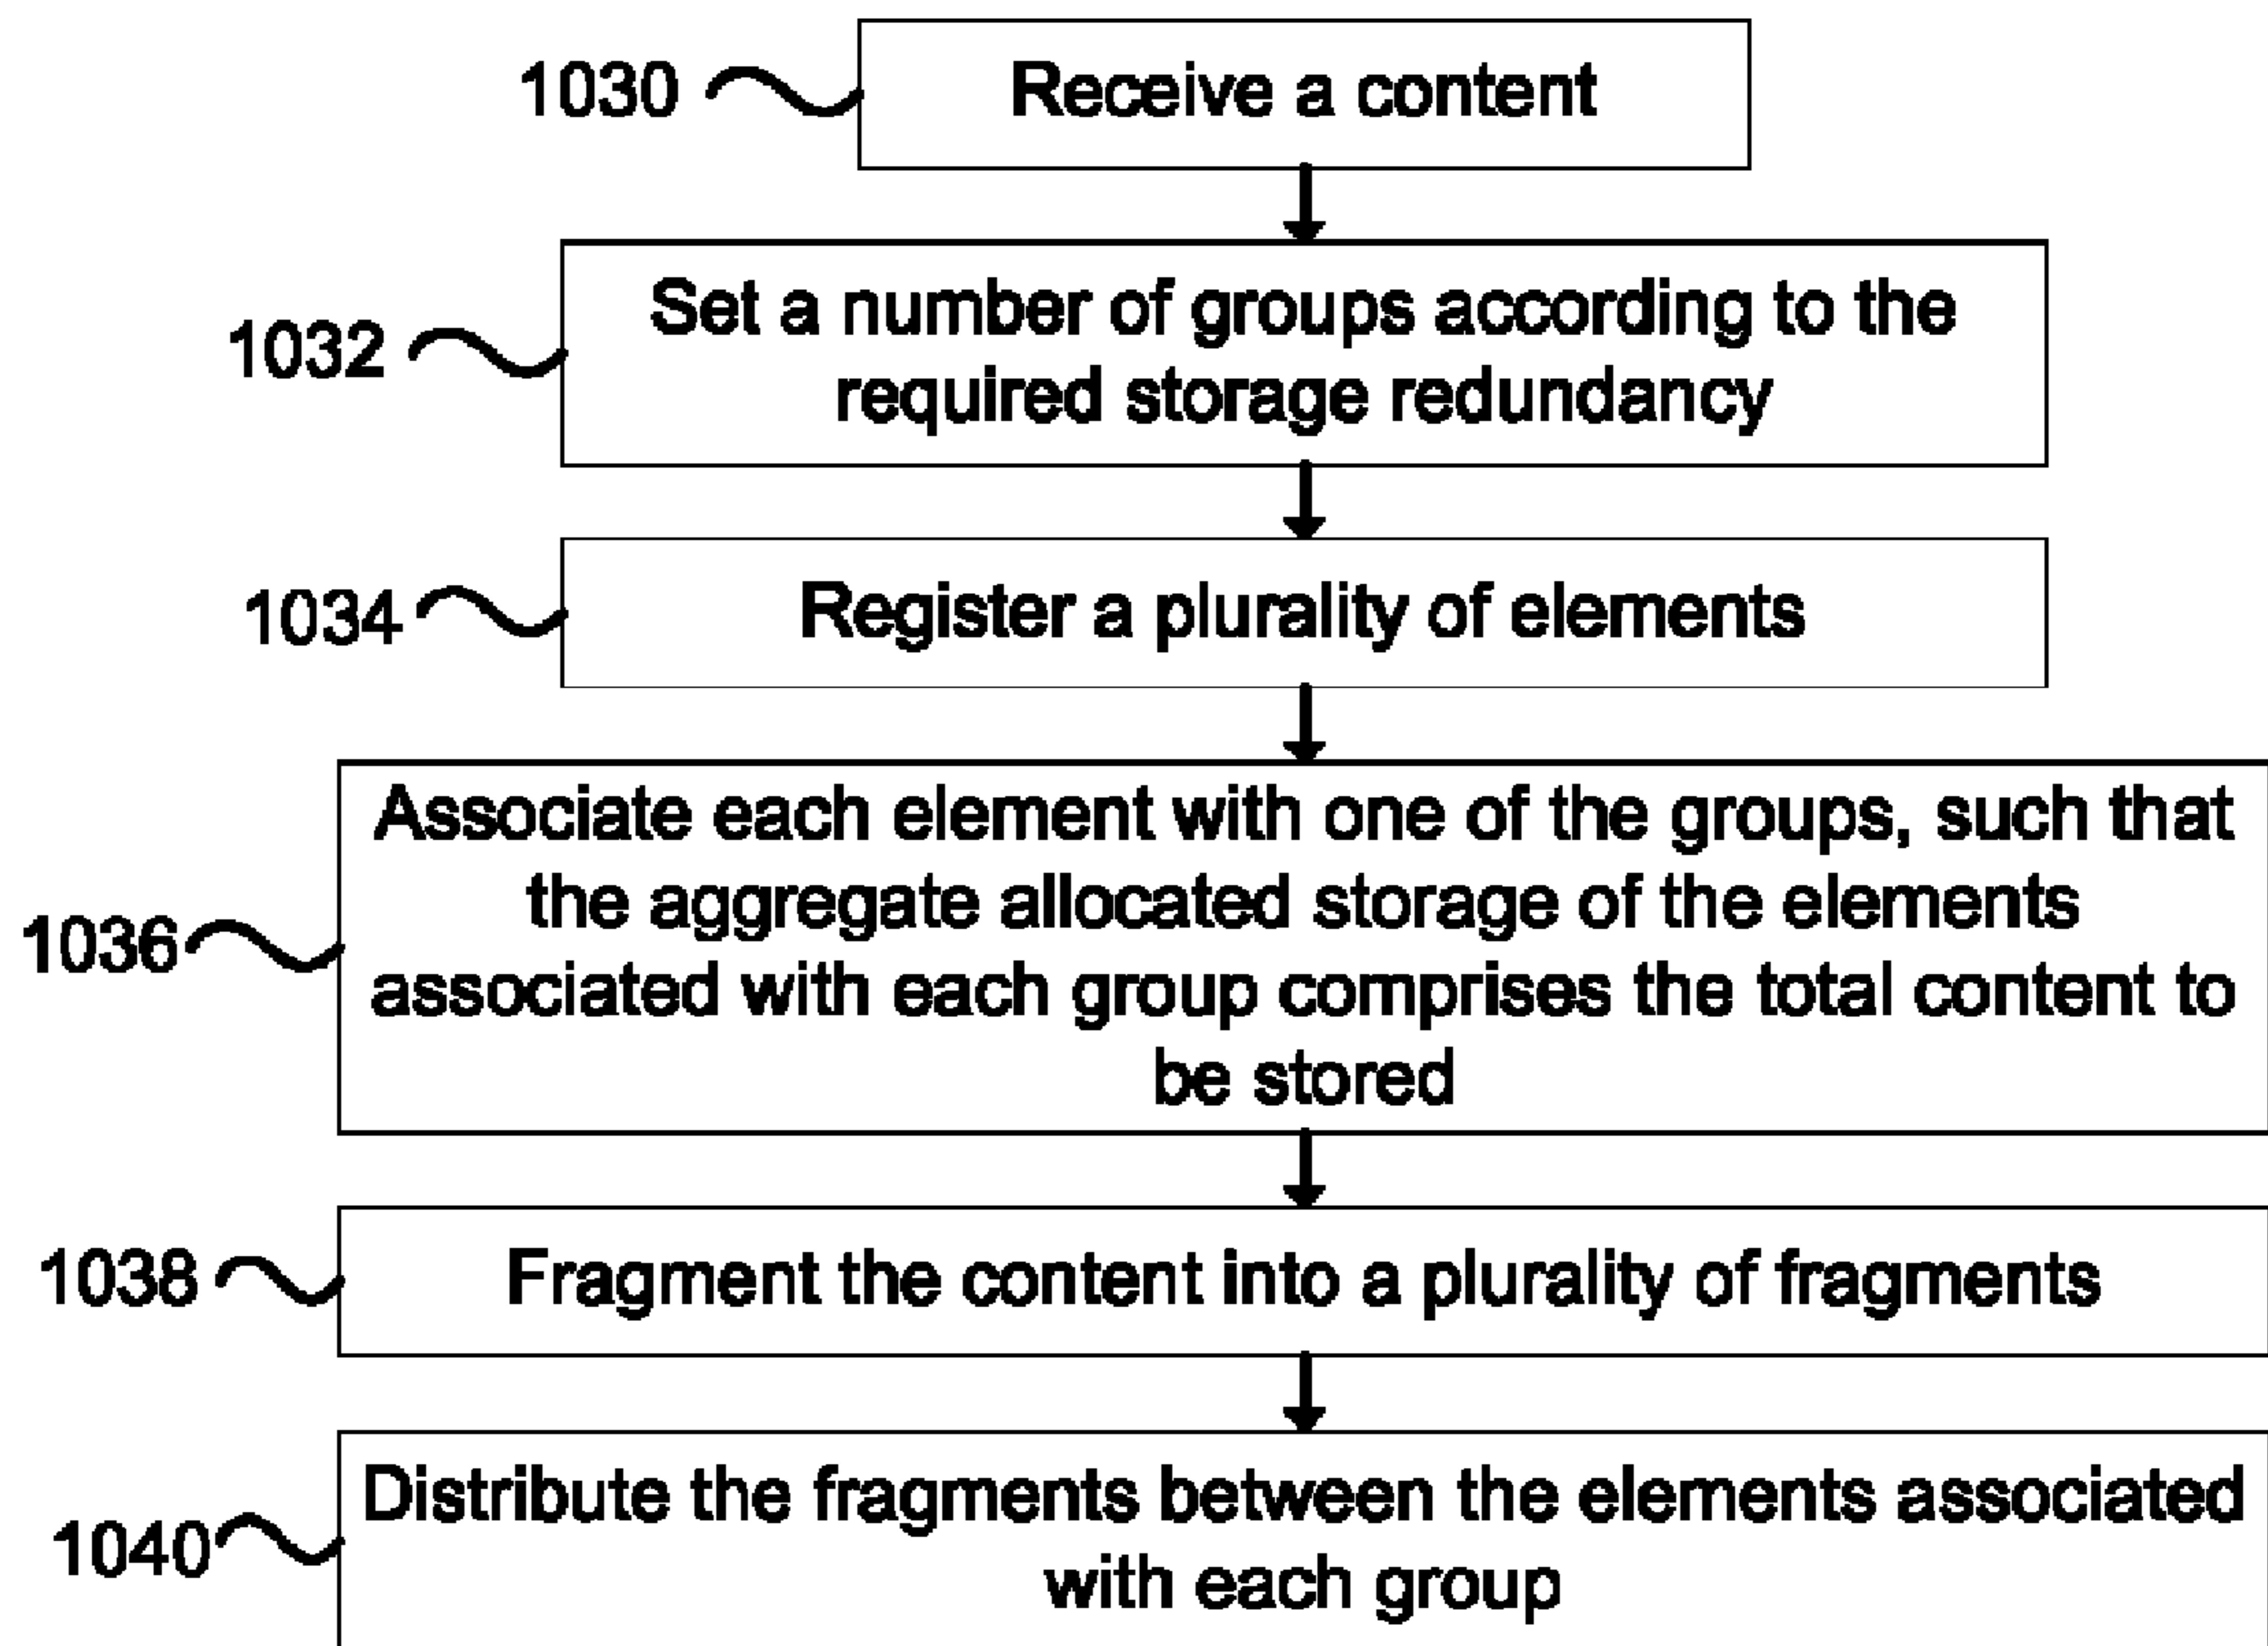 1030
Receive a content
1032
Set a number of groups according to the
required storage redundancy
1034
Register a plurality of elements
1036
Associate each element with one of the groups, such that
the aggregate allocated storage of the elements
associated with each group comprises the total content to
be stored
1038
Fragment the content into a plurality of fragments
1040
Distribute the fragments between the elements associated
with each group